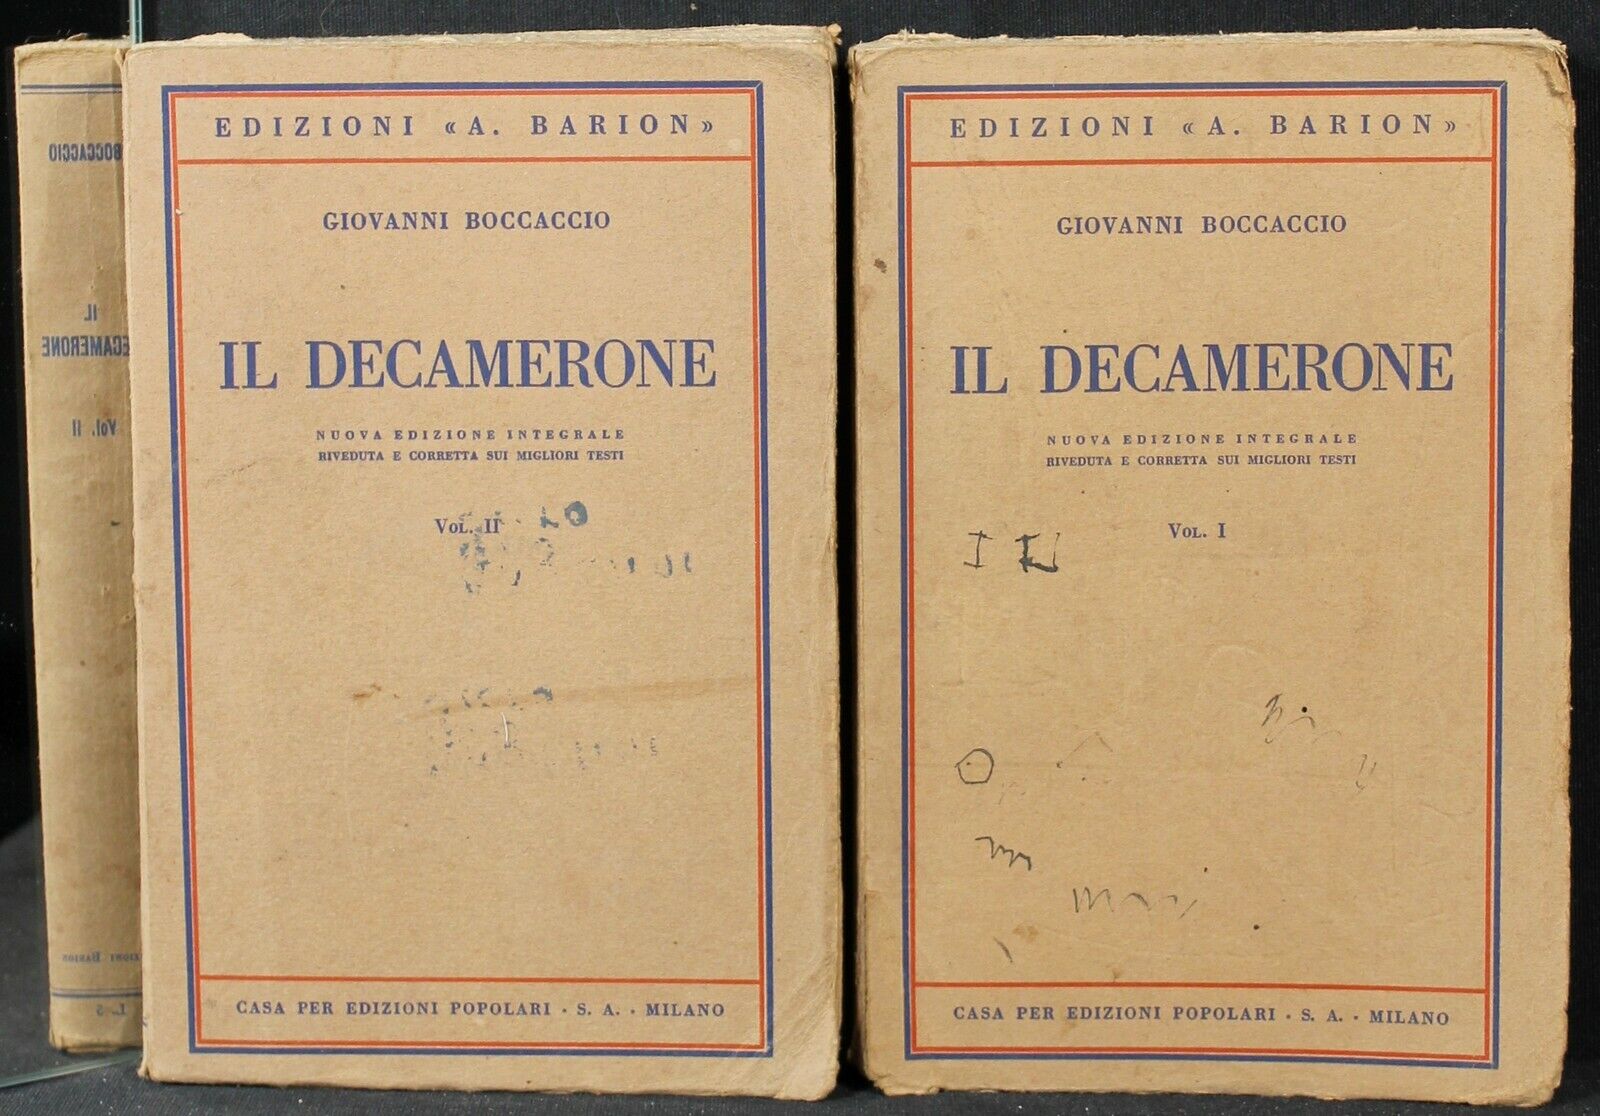 BOCCACCIO
IL
DECAMERONE
Vol. II
BARION
L. 5
EDIZIONI « A. BARION »
GIOVANNI BOCCACCIO
IL DECAMERONE
NUOVA EDIZIONE INTEGRALE
RIVEDUTA E CORRETTA SUI MIGLIORI TESTI
VOL. II
CASA PER EDIZIONI POPOLARI · S. A. · MILANO
EDIZIONI « A. BARION »
GIOVANNI BOCCACCIO
IL DECAMERONE
NUOVA EDIZIONE INTEGRALE
RIVEDUTA E CORRETTA SUI MIGLIORI TESTI
VOL. I
CASA PER EDIZIONI POPOLARI · S. A. · MILANO